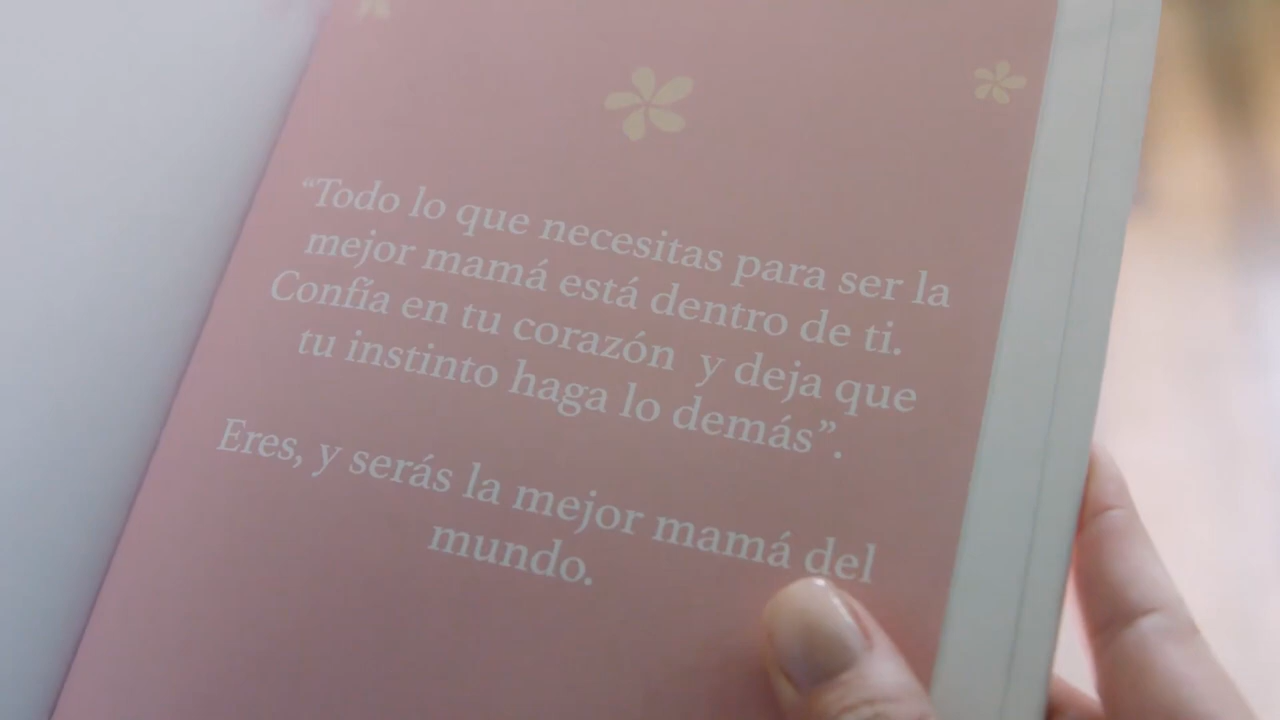 “Todo lo que necesitas para ser la
mejor mamá está dentro de ti.
Confía en tu corazón y deja que
tu instinto haga lo demás”.
Eres, y serás la mejor mamá del
mundo.